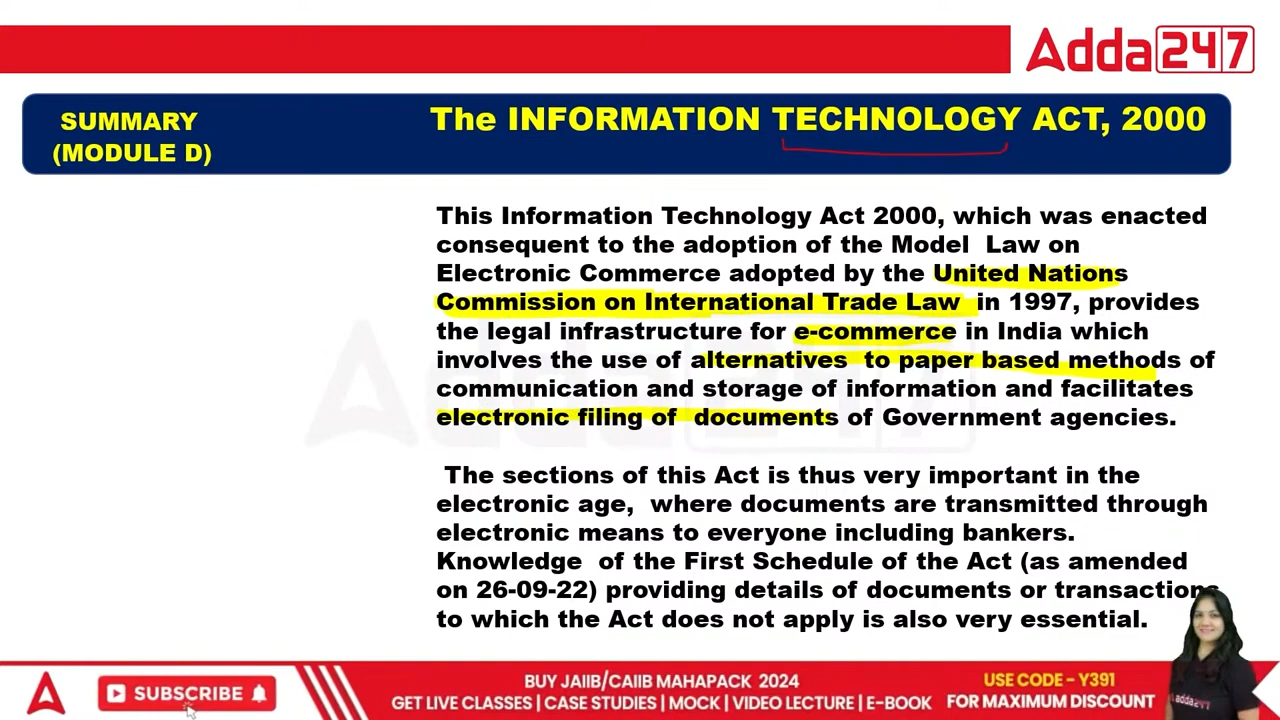 Adda247
SUMMARY
(MODULE D)
The INFORMATION TECHNOLOGY ACT, 2000
This Information Technology Act 2000, which was enacted
consequent to the adoption of the Model Law on
Electronic Commerce adopted by the United Nations
Commission on International Trade Law in 1997, provides
the legal infrastructure for e-commerce in India which
involves the use of alternatives to paper based methods of
communication and storage of information and facilitates
electronic filing of documents of Government agencies.
The sections of this Act is thus very important in the
electronic age, where documents are transmitted through
electronic means to everyone including bankers.
Knowledge of the First Schedule of the Act (as amended
on 26-09-22) providing details of documents or transactions
to which the Act does not apply is also very essential.
Adda247
SUBSCRIBE
BUY JAIIB/CAIIB MAHAPACK 2024
GET LIVE CLASSES | CASE STUDIES | MOCK | VIDEO LECTURE | E-BOOK
USE CODE - Y391
FOR MAXIMUM DISCOUNT
adda247